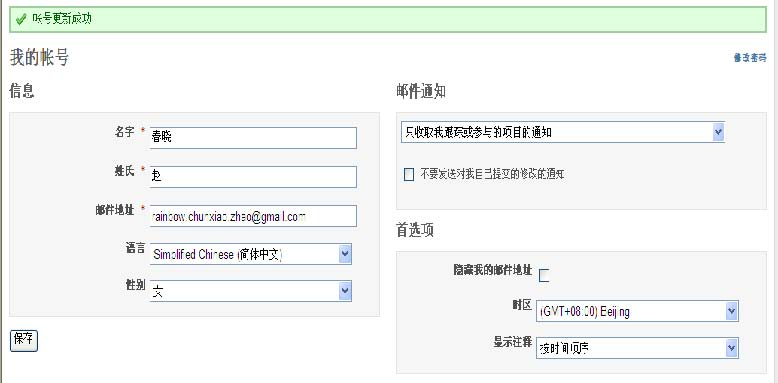 帐号更新成功
我的帐号
修改密码
信息
名字 * 春晓
姓氏 * 赵
邮件地址 * rainbow.chunxiao.zhao@gmail.com
语言 Simplified Chinese (简体中文)
性别 女
保存
邮件通知
只收取我跟踪或参与的项目的通知
不要发送对我自己提交的修改的通知
首选项
隐藏我的邮件地址
时区 (GMT+08:00) Beijing
显示注释 按时间顺序